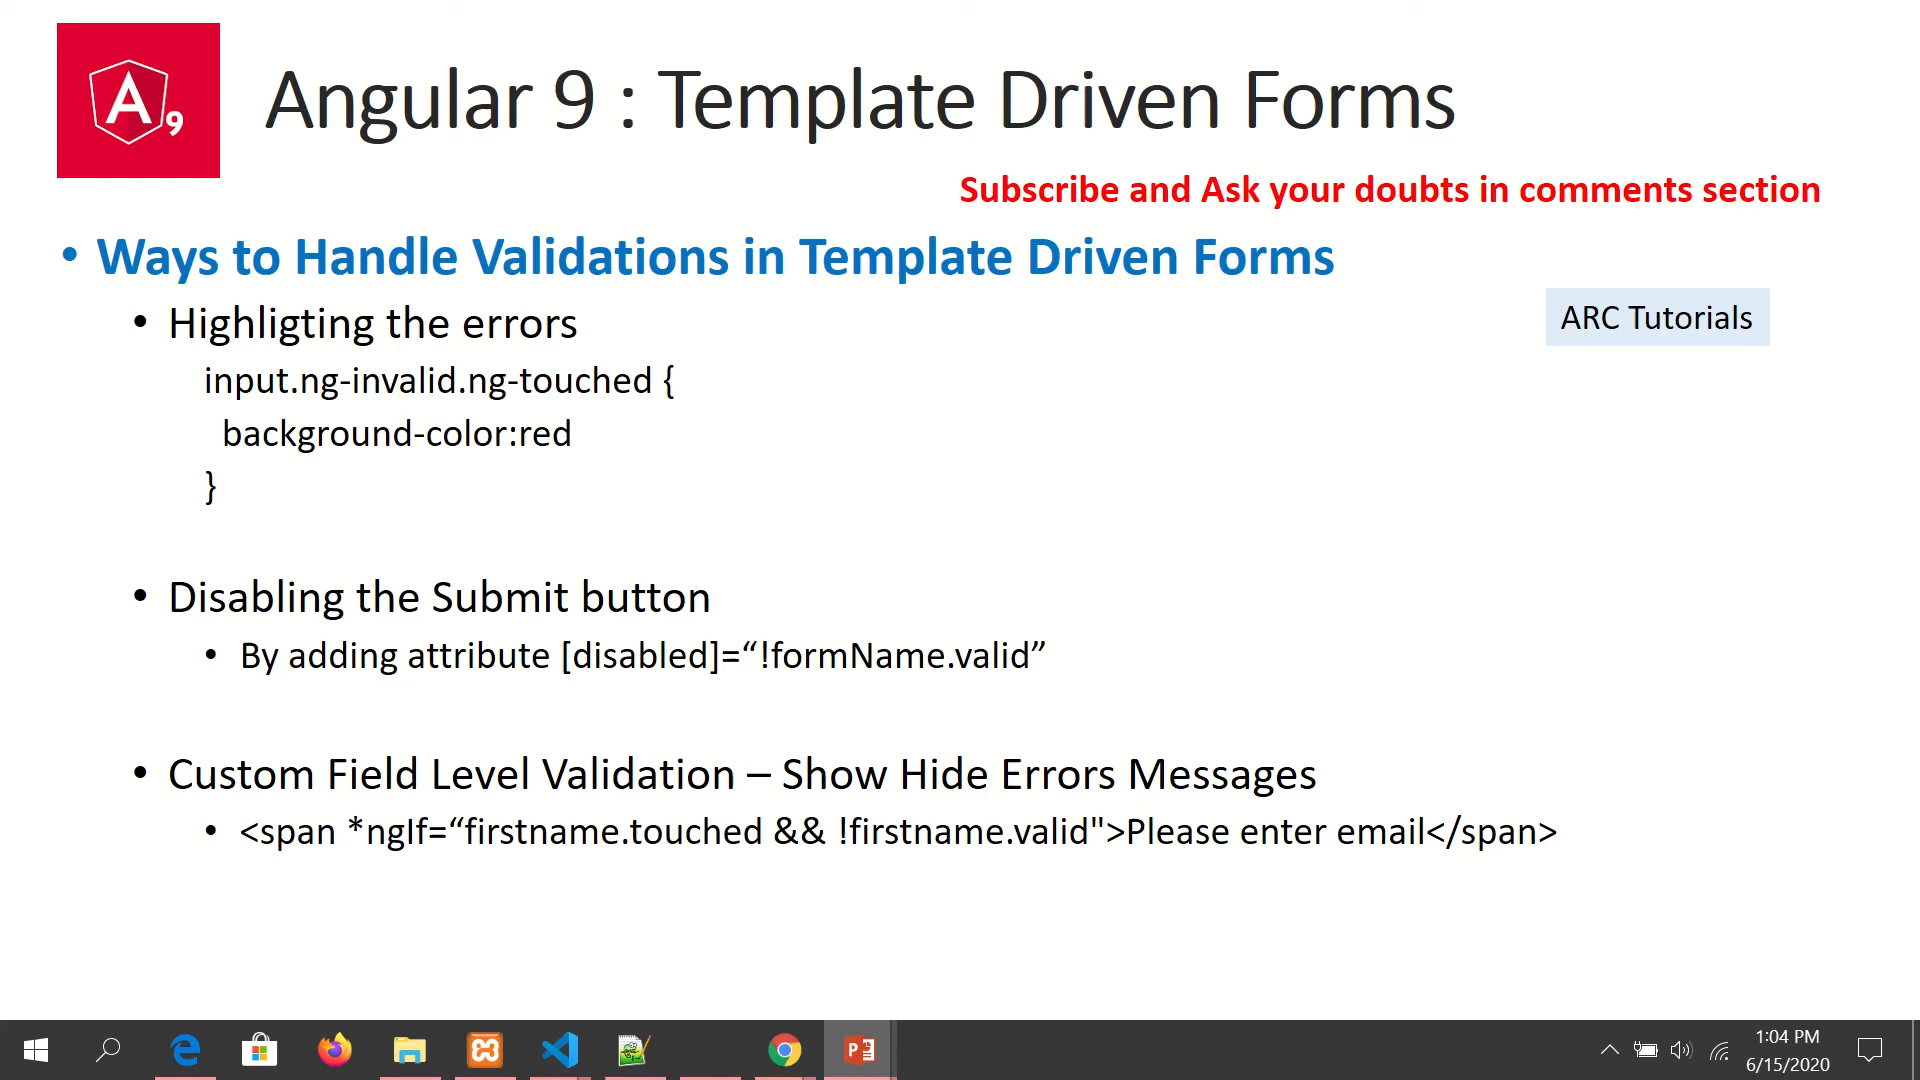 A9
Angular 9 : Template Driven Forms
Subscribe and Ask your doubts in comments section
• Ways to Handle Validations in Template Driven Forms
• Highligting the errors
ARC Tutorials
input.ng-invalid.ng-touched {
background-color:red
}
• Disabling the Submit button
• By adding attribute [disabled]=“!formName.valid”
• Custom Field Level Validation – Show Hide Errors Messages
• <span *ngIf=“firstname.touched && !firstname.valid">Please enter email</span>
1:04 PM
6/15/2020